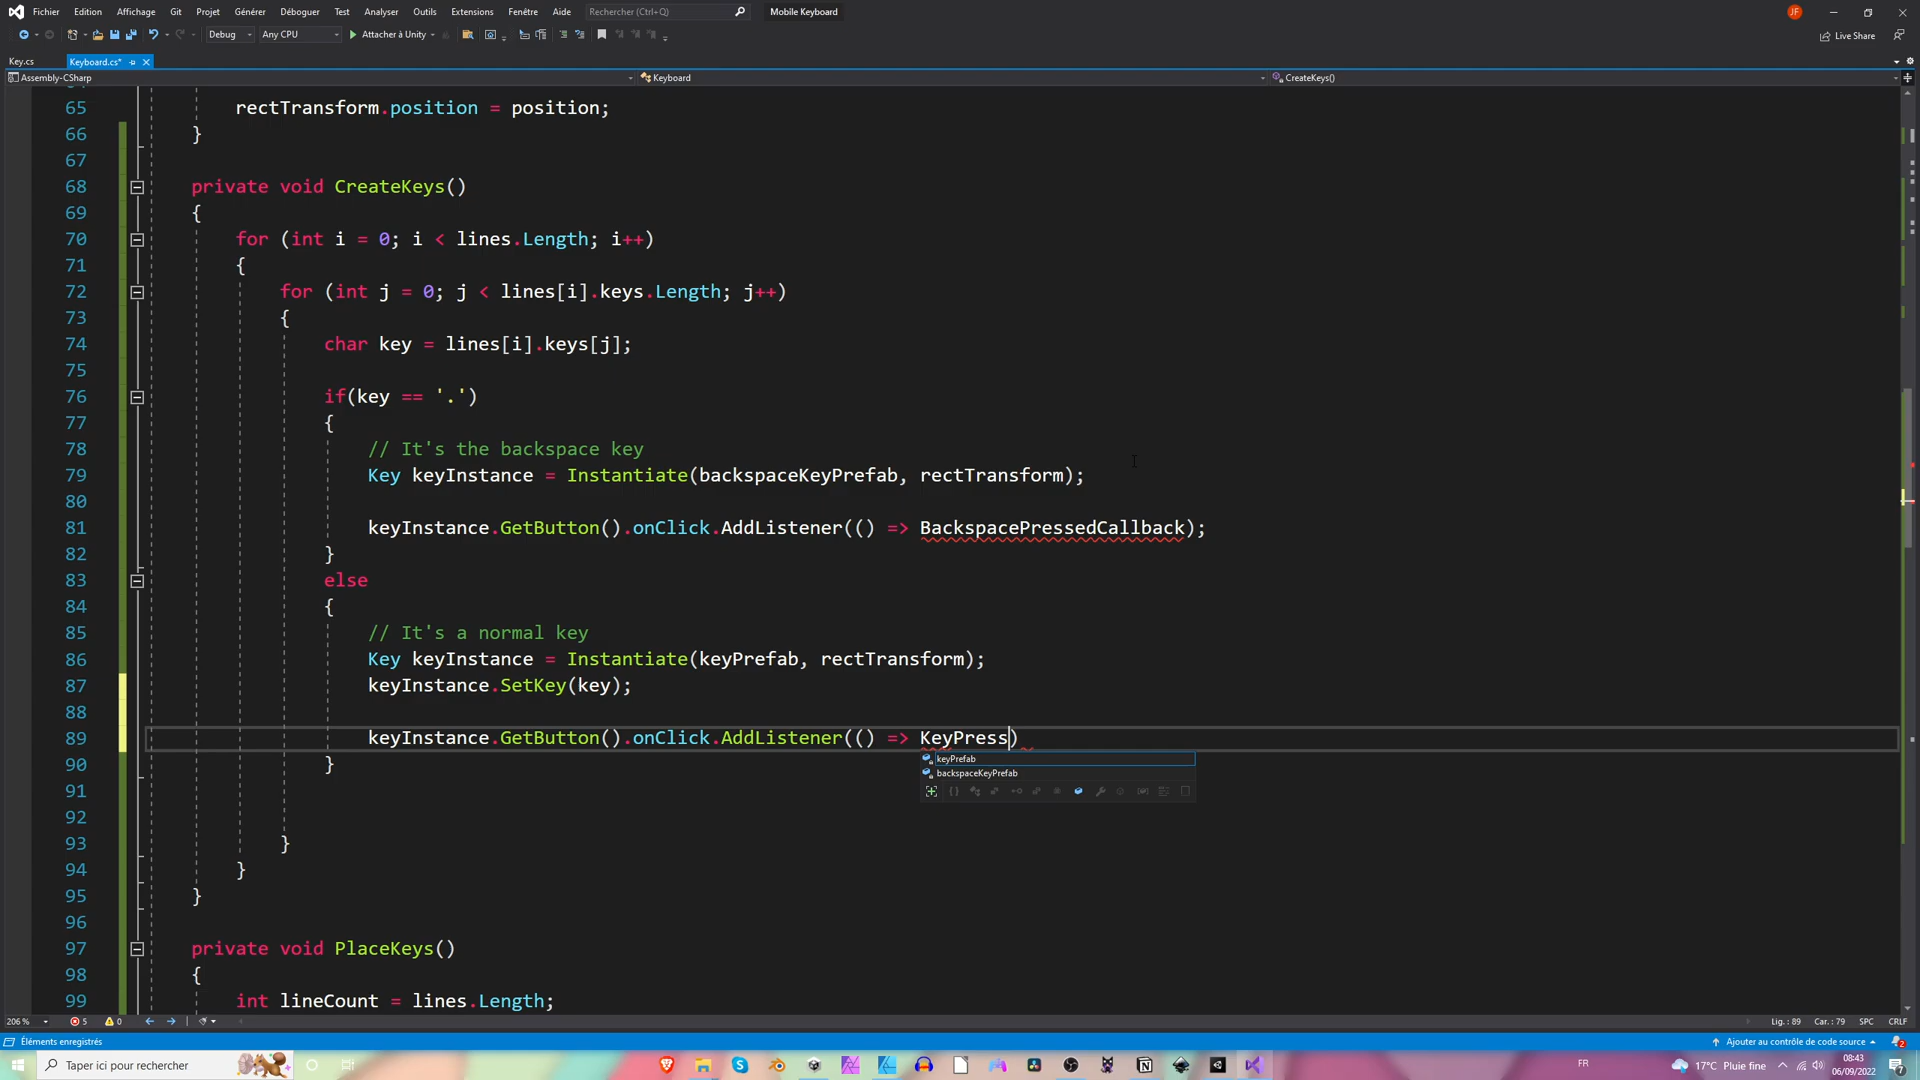 Fichier Edition Affichage Git Projet Générer Déboguer Test Analyser Outils Extensions Fenêtre Aide Rechercher (Ctrl+Q) Mobile Keyboard JF
Debug Any CPU Attacher à Unity Live Share
Key.cs Keyboard.cs*
Assembly-CSharp Keyboard CreateKeys()
65 rectTransform.position = position;
66 }
67
68 private void CreateKeys()
69 {
70 for (int i = 0; i < lines.Length; i++)
71 {
72 for (int j = 0; j < lines[i].keys.Length; j++)
73 {
74 char key = lines[i].keys[j];
75
76 if(key == '.')
77 {
78 // It's the backspace key
79 Key keyInstance = Instantiate(backspaceKeyPrefab, rectTransform);
80
81 keyInstance.GetButton().onClick.AddListener(() => BackspacePressedCallback);
82 }
83 else
84 {
85 // It's a normal key
86 Key keyInstance = Instantiate(keyPrefab, rectTransform);
87 keyInstance.SetKey(key);
88
89 keyInstance.GetButton().onClick.AddListener(() => KeyPress)
keyPrefab
backspaceKeyPrefab
90 }
91
92
93 }
94 }
95 }
96
97 private void PlaceKeys()
98 {
99 int lineCount = lines.Length;
206 % 5 0 Lig. : 89 Car. : 79 SPC CRLF
Éléments enregistrés Ajouter au contrôle de code source 2
Taper ici pour rechercher FR 17°C Pluie fine 08:43
06/09/2022 7